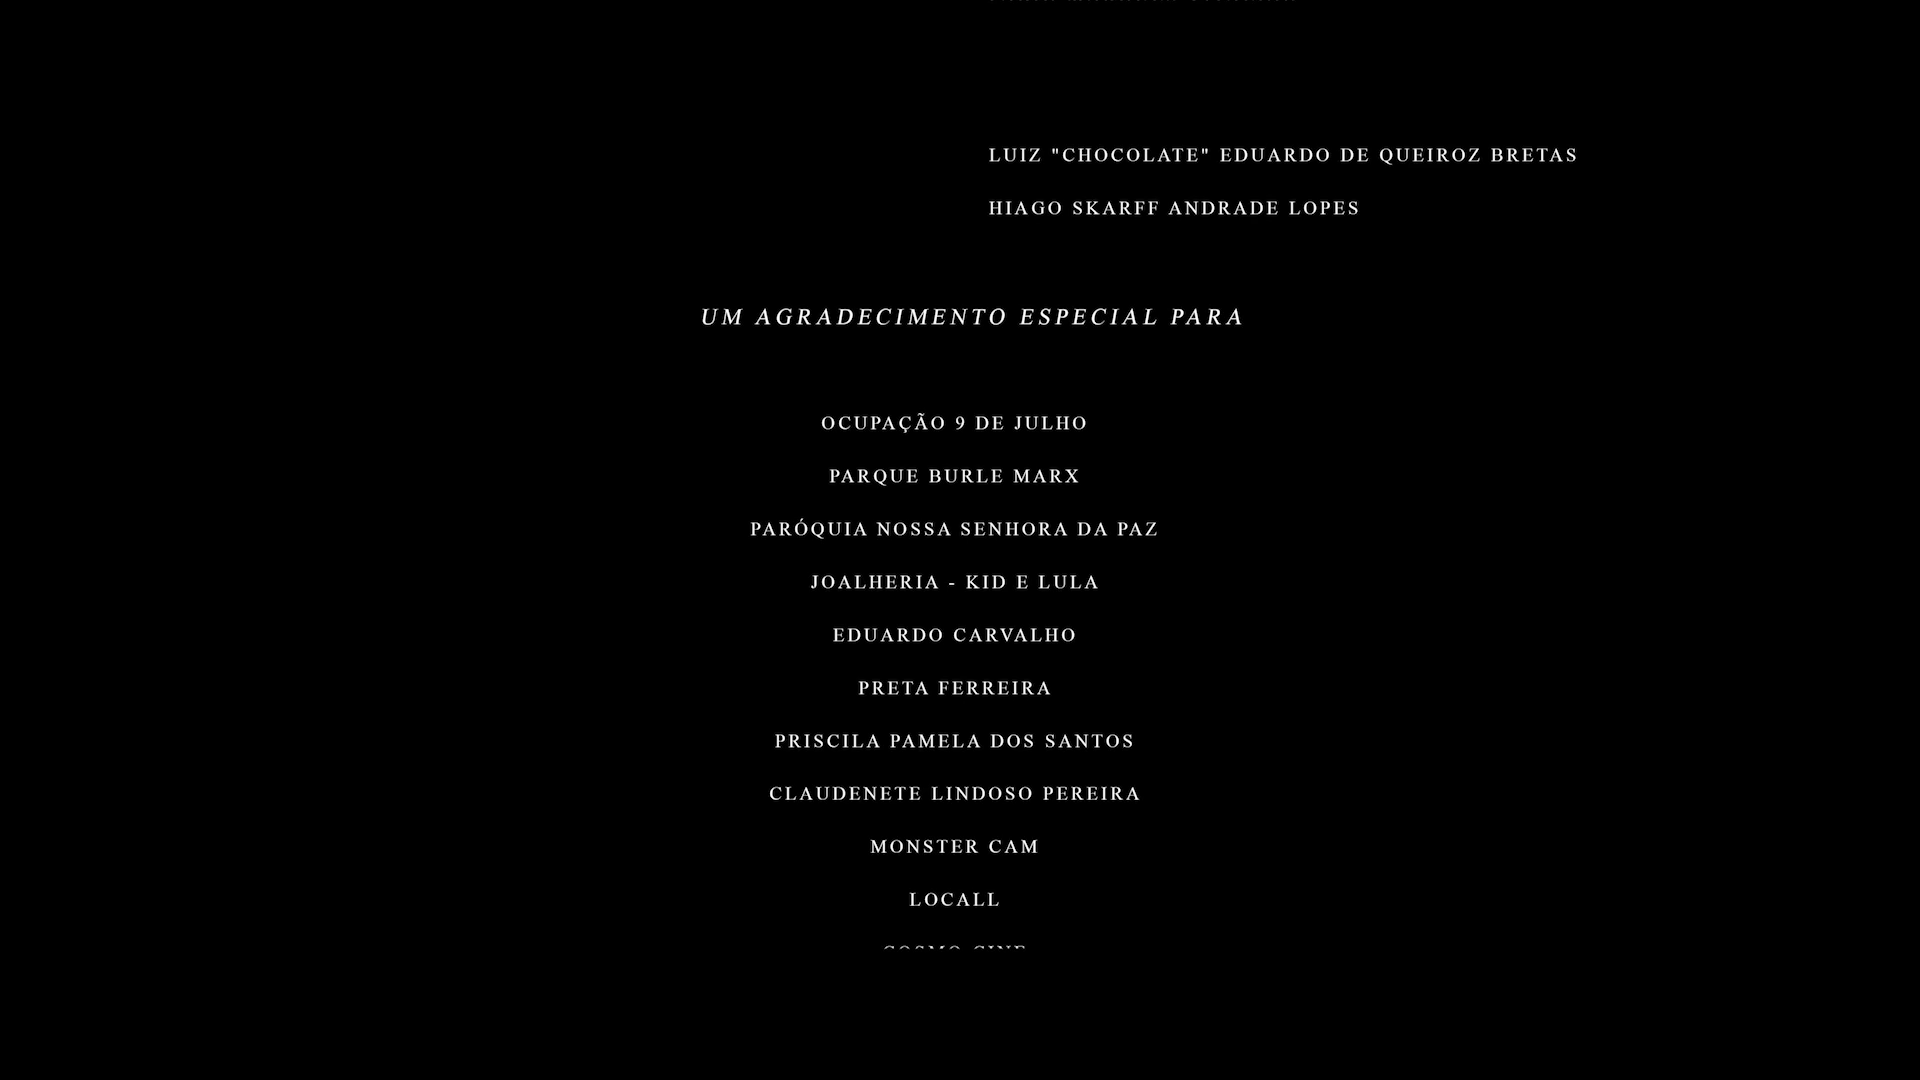 LUIZ "CHOCOLATE" EDUARDO DE QUEIROZ BRETAS
HIAGO SKARFF ANDRADE LOPES
UM AGRADECIMENTO ESPECIAL PARA
OCUPAÇÃO 9 DE JULHO
PARQUE BURLE MARX
PARÓQUIA NOSSA SENHORA DA PAZ
JOALHERIA - KID E LULA
EDUARDO CARVALHO
PRETA FERREIRA
PRISCILA PAMELA DOS SANTOS
CLAUDENETE LINDOSO PEREIRA
MONSTER CAM
LOCALL
COSMO CINE